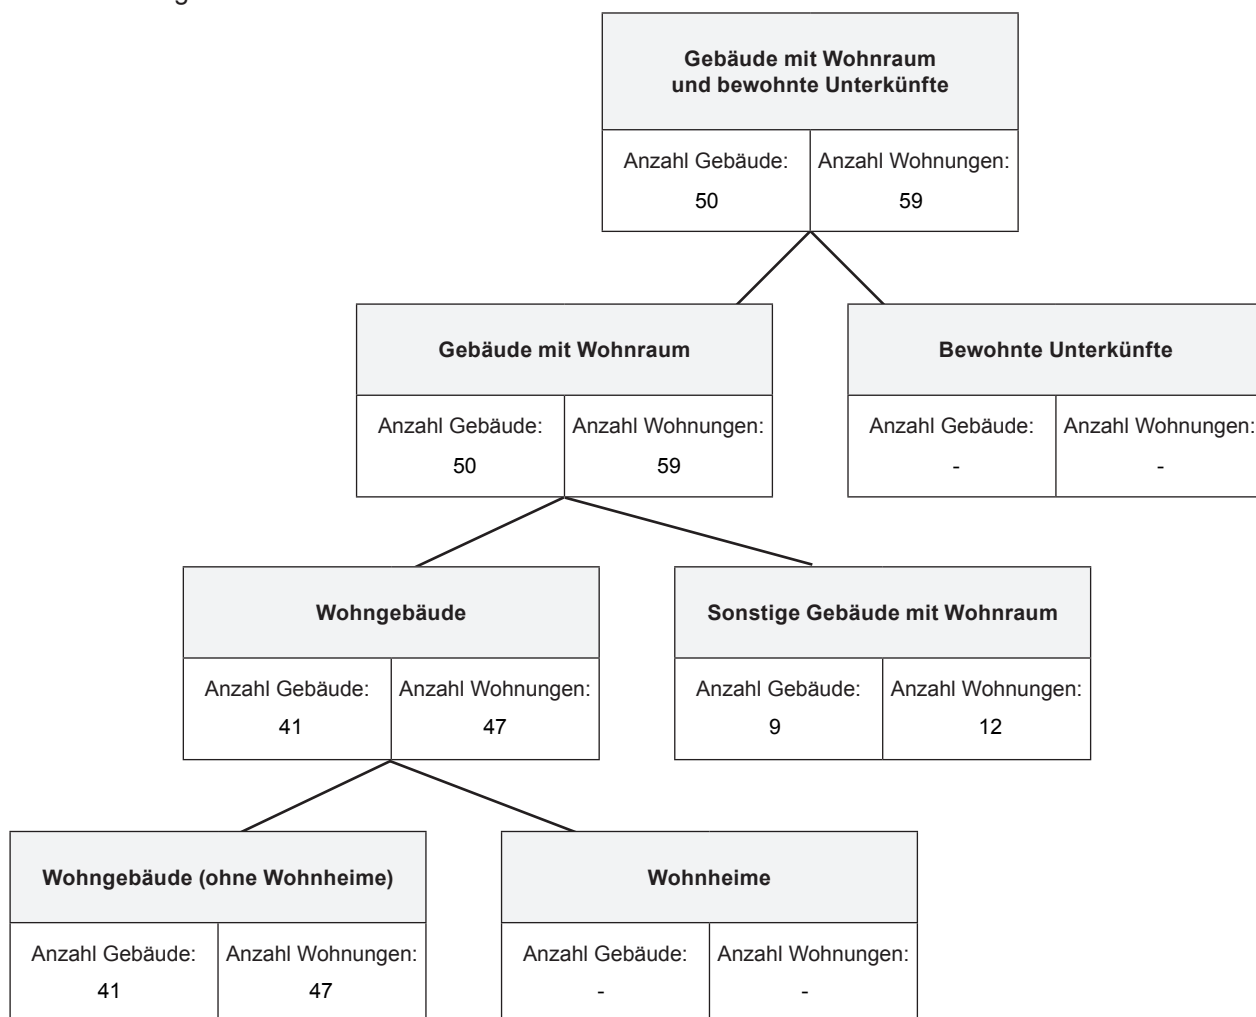 Gebäude mit Wohnraum
und bewohnte Unterkünfte
Anzahl Gebäude:
50
Anzahl Wohnungen:
59
Gebäude mit Wohnraum
Anzahl Gebäude:
50
Anzahl Wohnungen:
59
Bewohnte Unterkünfte
Anzahl Gebäude:
-
Anzahl Wohnungen:
-
Wohngebäude
Anzahl Gebäude:
41
Anzahl Wohnungen:
47
Sonstige Gebäude mit Wohnraum
Anzahl Gebäude:
9
Anzahl Wohnungen:
12
Wohngebäude (ohne Wohnheime)
Anzahl Gebäude:
41
Anzahl Wohnungen:
47
Wohnheime
Anzahl Gebäude:
-
Anzahl Wohnungen:
-